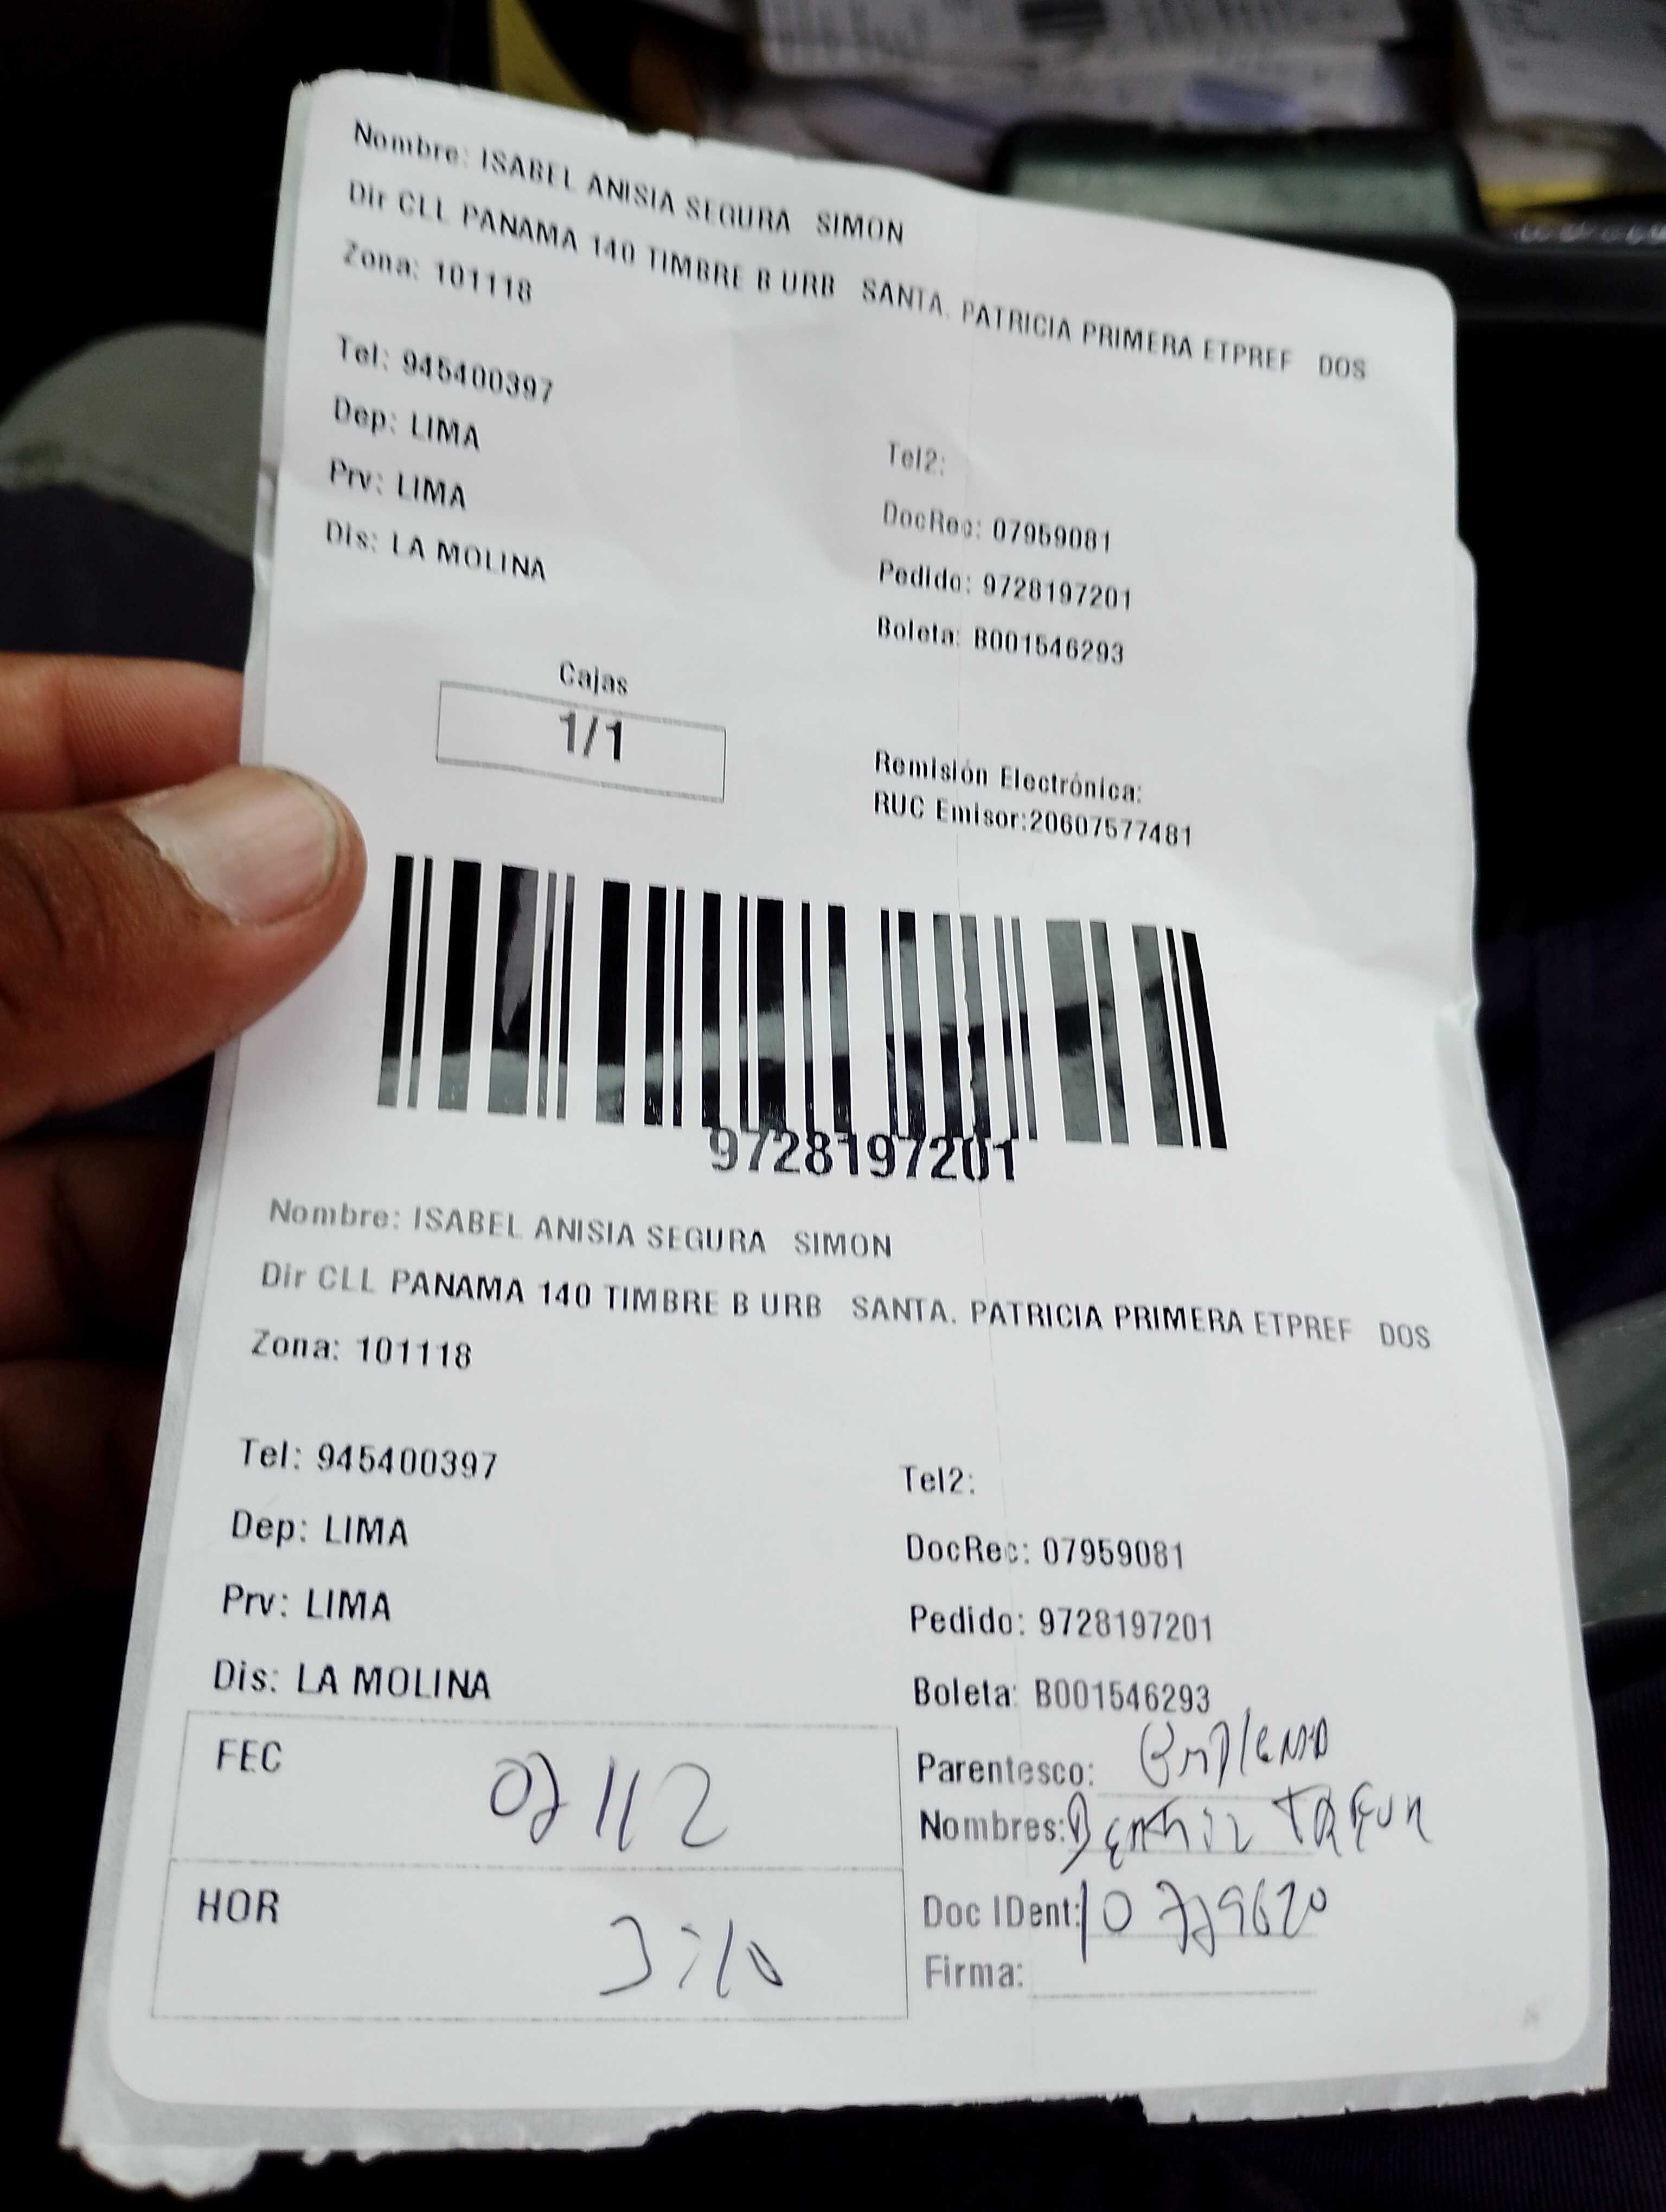 Nombre: ISABEL ANISIA SEGURA SIMON
Dir CLL PANAMA 140 TIMBRE B URB SANTA. PATRICIA PRIMERA ETPREF DOS
Zona: 101118
Tel: 945400397
Tel2:
Dep: LIMA
DocRec: 07959081
Prv: LIMA
Pedido: 9728197201
Dis: LA MOLINA
Boleta: B001546293
Cajas
1/1
Remisión Electrónica:
RUC Emisor:20607577481
9728197201
Nombre: ISABEL ANISIA SEGURA SIMON
Dir CLL PANAMA 140 TIMBRE B URB SANTA. PATRICIA PRIMERA ETPREF DOS
Zona: 101118
Tel: 945400397
Tel2:
Dep: LIMA
DocRec: 07959081
Prv: LIMA
Pedido: 9728197201
Dis: LA MOLINA
Boleta: B001546293
FEC
Parentesco:
Nombres:
HOR
Doc IDent:
Firma: